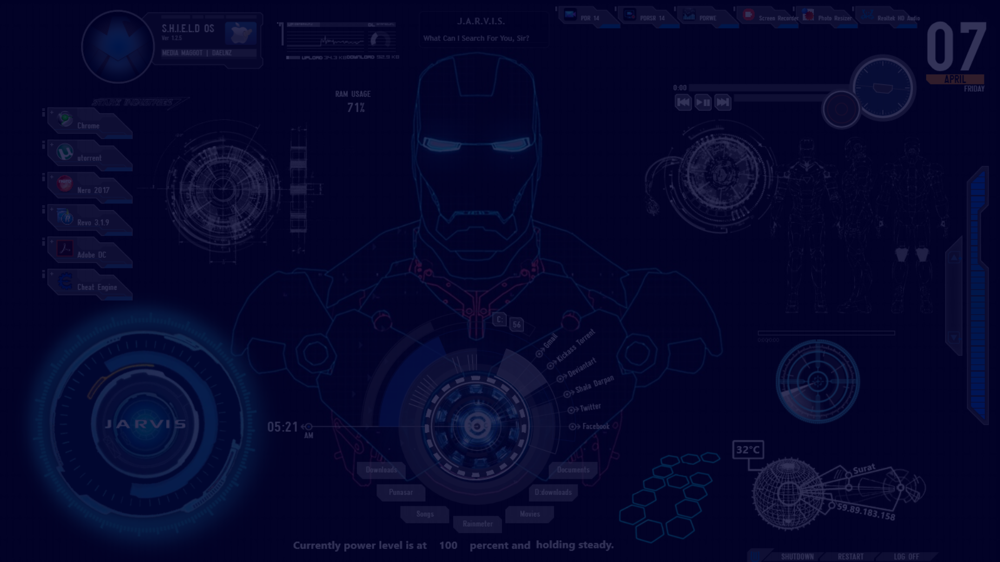 S.H.I.E.L.D OS
Ver 1.2.5
MEDIA MAGGOT | DAELNZ
UPLOAD 34.3 KB
DOWNLOAD 52.9 KB
J.A.R.V.I.S.
What Can I Search For You, Sir?
PDR 14
PDRSR 14
PDRWE
Screen Recorder
Photo Resizer
Realtek HD Audio
07
APRIL
FRIDAY
0:00
RAM USAGE
71%
STARK INDUSTRIES
Chrome
utorrent
Nero 2017
Revo 3.1.9
Adobe DC
Cheat Engine
C:
56
Gmail
Kickass Torrent
Deviantart
Shala Darpan
Twitter
Facebook
JARVIS
05:21
AM
Downloads
Punasar
Songs
Rainmeter
Movies
D:downloads
Documents
32°C
Surat
59.89.183.158
Currently power level is at 100 percent and holding steady.
SHUTDOWN
RESTART
LOG OFF